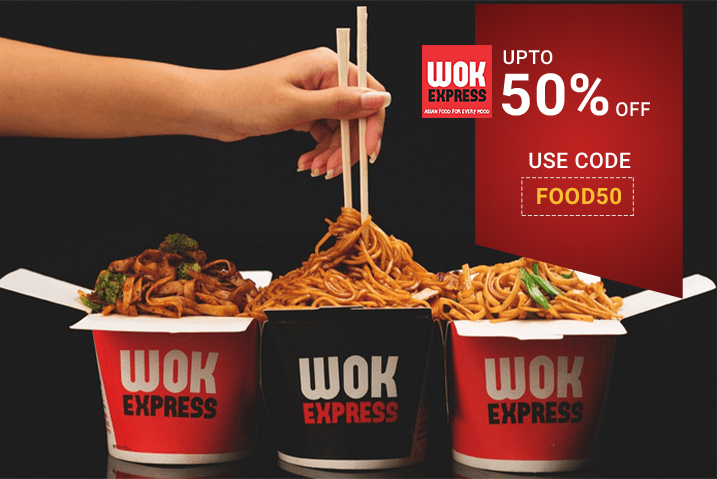 WOK
EXPRESS
ASIAN FOOD FOR EVERY MOOD
UPTO
50% OFF
USE CODE
FOOD50
WOK
EXPRESS
WOK
EXPRESS
WOK
EXPRESS